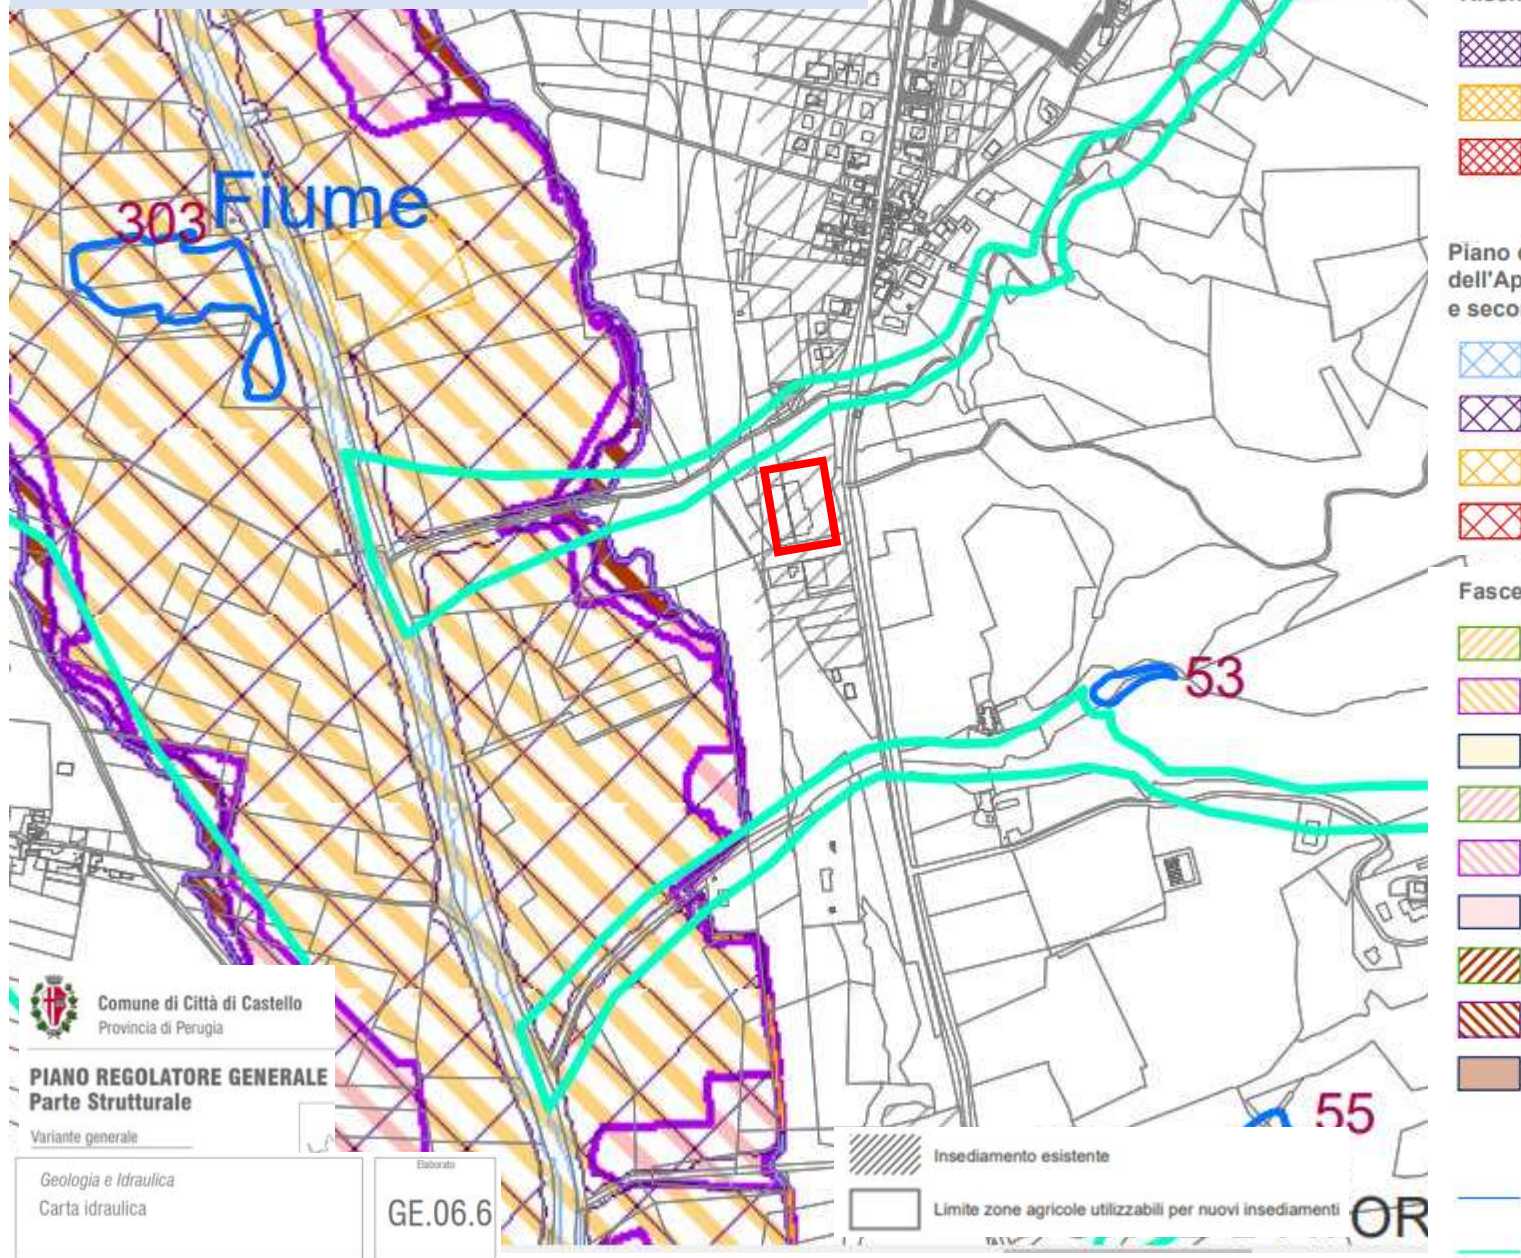 Fiume
303
53
55
Piano
dell'Ap
e seco
Fasce
Comune di Città di Castello
Provincia di Perugia
PIANO REGOLATORE GENERALE
Parte Strutturale
Variante generale
Geologia e Idraulica
Carta idraulica
Elaborato
GE.06.6
Insediamento esistente
Limite zone agricole utilizzabili per nuovi insediamenti
OR